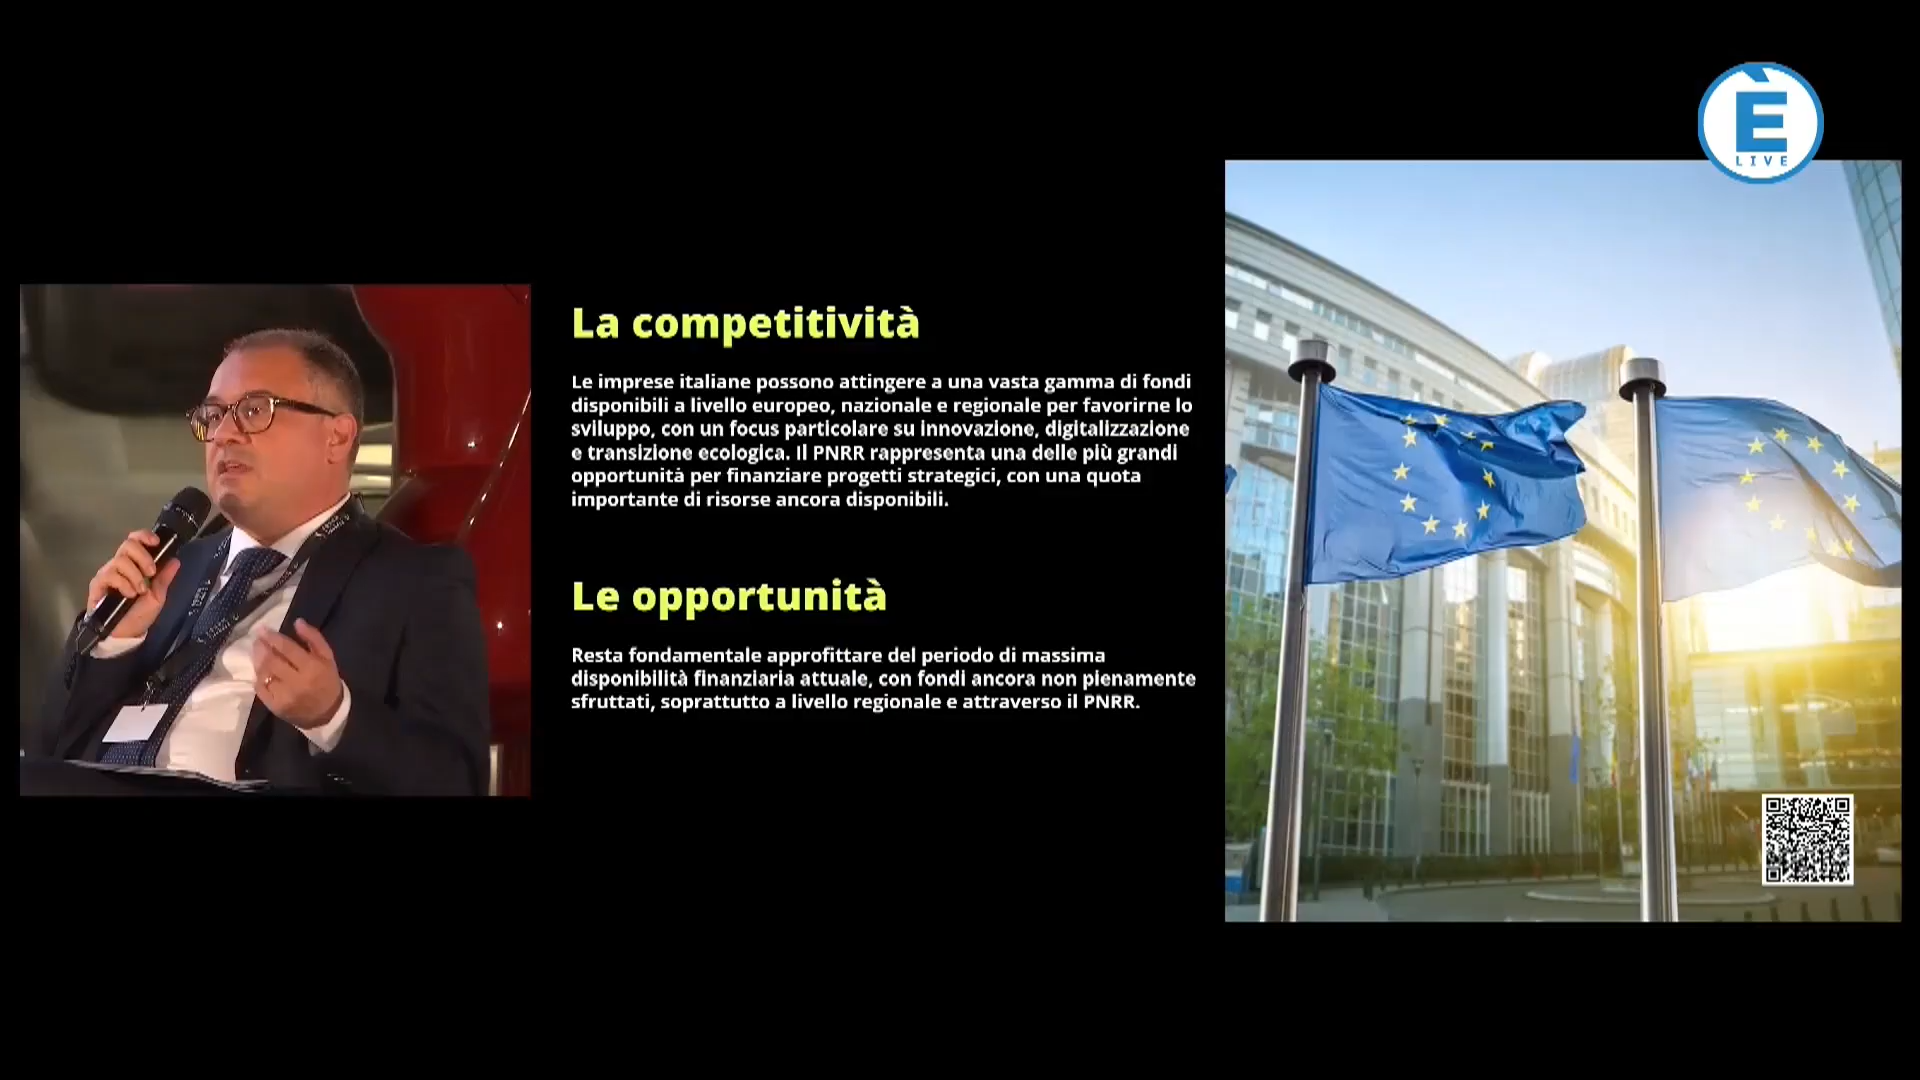 È
LIVE
La competitività
Le imprese italiane possono attingere a una vasta gamma di fondi
disponibili a livello europeo, nazionale e regionale per favorirne lo
sviluppo, con un focus particolare su innovazione, digitalizzazione
e transizione ecologica. Il PNRR rappresenta una delle più grandi
opportunità per finanziare progetti strategici, con una quota
importante di risorse ancora disponibili.
Le opportunità
Resta fondamentale approfittare del periodo di massima
disponibilità finanziaria attuale, con fondi ancora non pienamente
sfruttati, soprattutto a livello regionale e attraverso il PNRR.